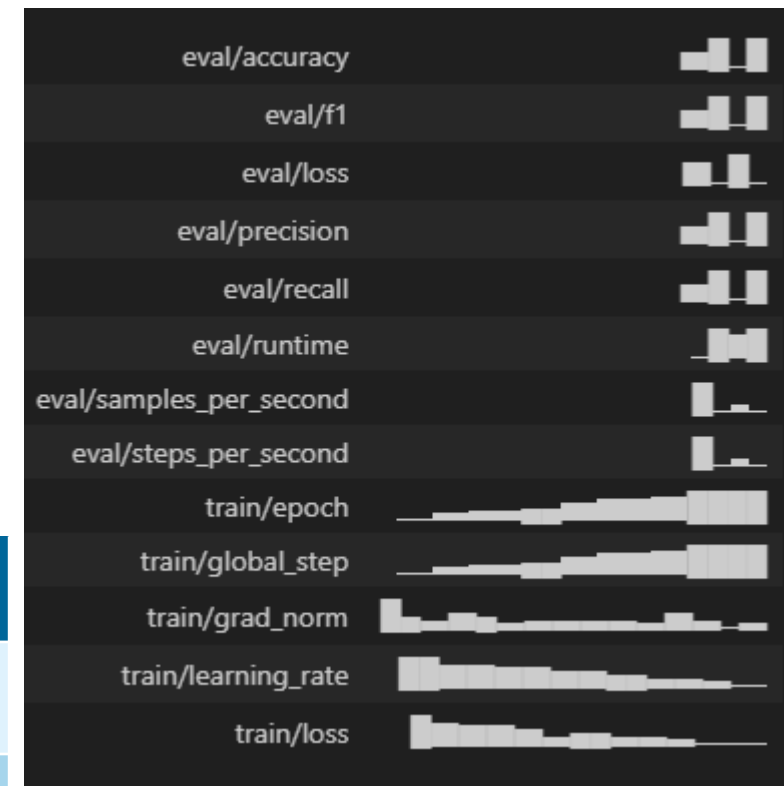 eval/accuracy
eval/f1
eval/loss
eval/precision
eval/recall
eval/runtime
eval/samples_per_second
eval/steps_per_second
train/epoch
train/global_step
train/grad_norm
train/learning_rate
train/loss